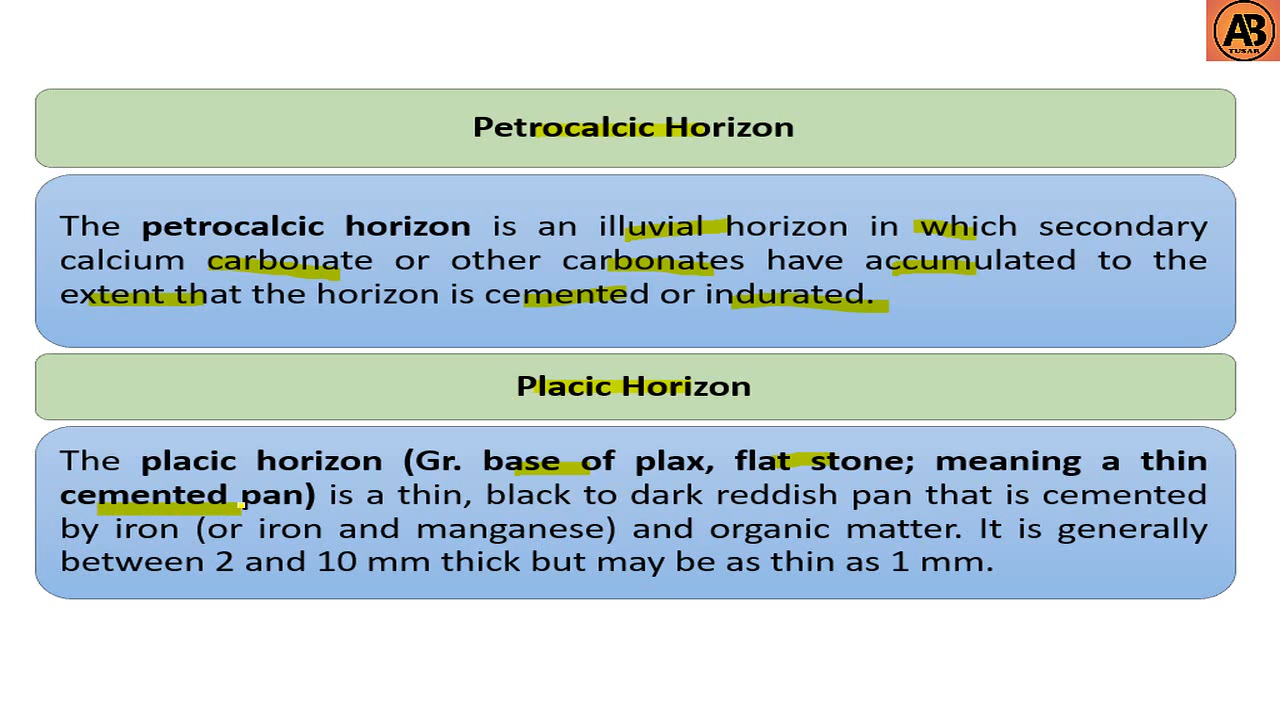 AB
TUSAR
Petrocalcic Horizon
The petrocalcic horizon is an illuvial horizon in which secondary
calcium carbonate or other carbonates have accumulated to the
extent that the horizon is cemented or indurated.
Placic Horizon
The placic horizon (Gr. base of plax, flat stone; meaning a thin
cemented pan) is a thin, black to dark reddish pan that is cemented
by iron (or iron and manganese) and organic matter. It is generally
between 2 and 10 mm thick but may be as thin as 1 mm.